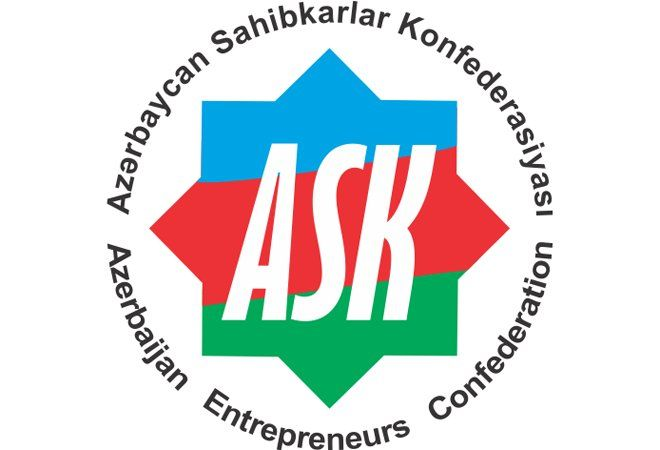 Azərbaycan Sahibkarlar Konfederasiyası
ASK
Azerbaijan Entrepreneurs Confederation